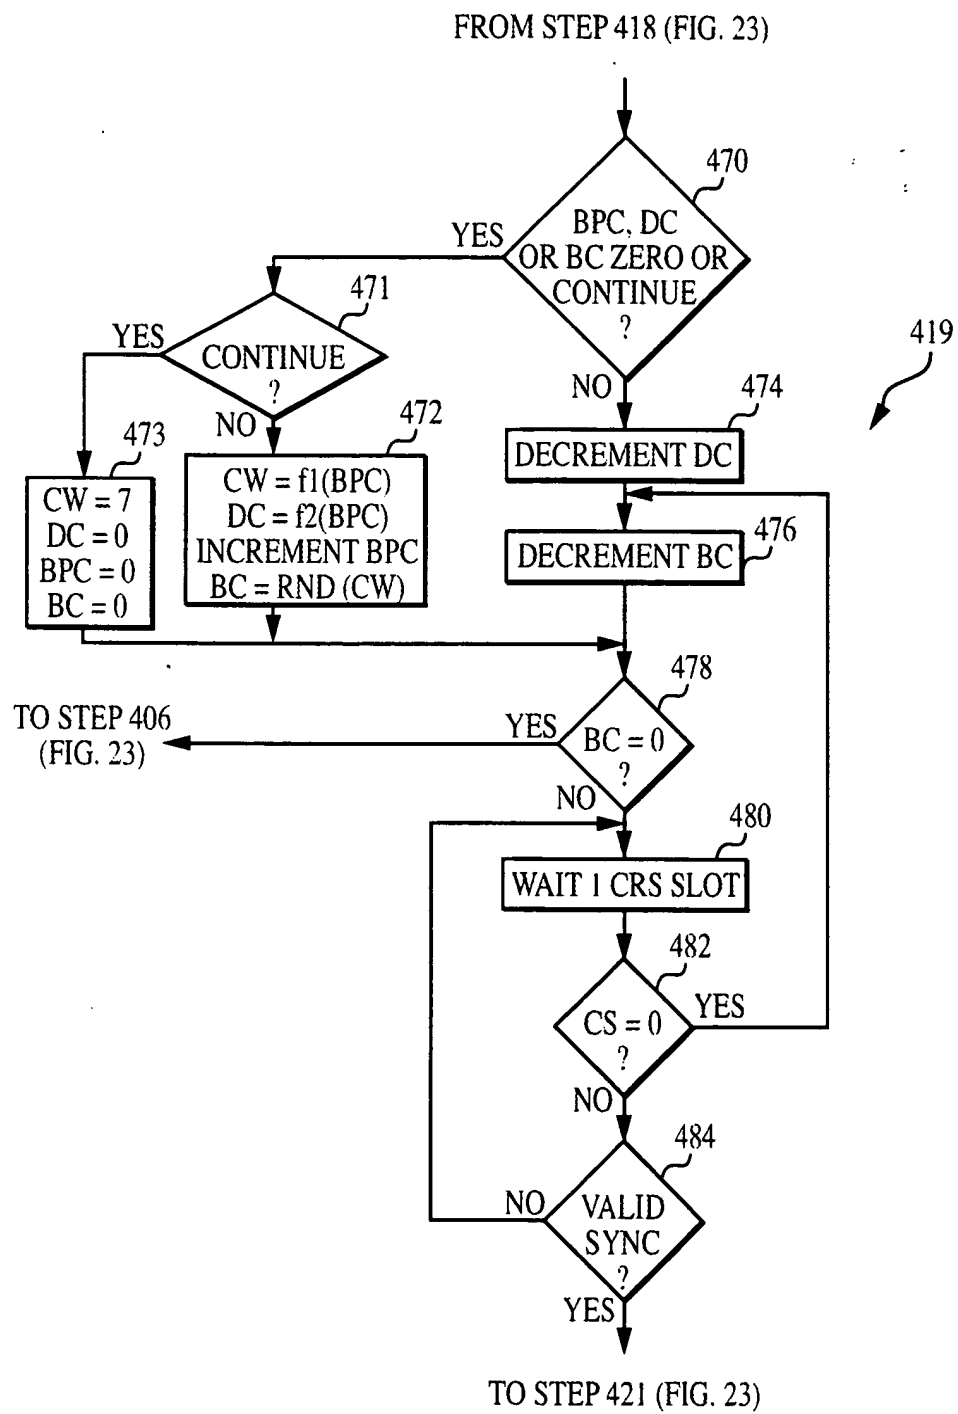 FROM STEP 418 (FIG. 23)
470
BPC, DC
OR BC ZERO OR
CONTINUE
?
YES
NO
471
CONTINUE
?
YES
NO
419
473
CW = 7
DC = 0
BPC = 0
BC = 0
472
CW = f1(BPC)
DC = f2(BPC)
INCREMENT BPC
BC = RND (CW)
474
DECREMENT DC
476
DECREMENT BC
478
BC = 0
?
YES
TO STEP 406
(FIG. 23)
NO
480
WAIT 1 CRS SLOT
482
CS = 0
?
YES
NO
484
VALID
SYNC
?
NO
YES
TO STEP 421 (FIG. 23)